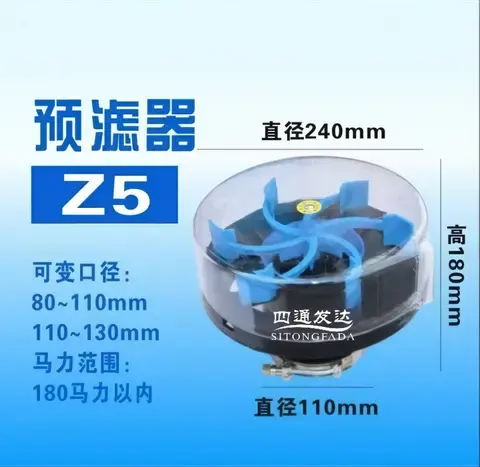 预滤器
Z5
直径240mm
高180mm
可变口径：
80~110mm
110~130mm
马力范围：
180马力以内
四通发达
SITONGFADA
直径110mm